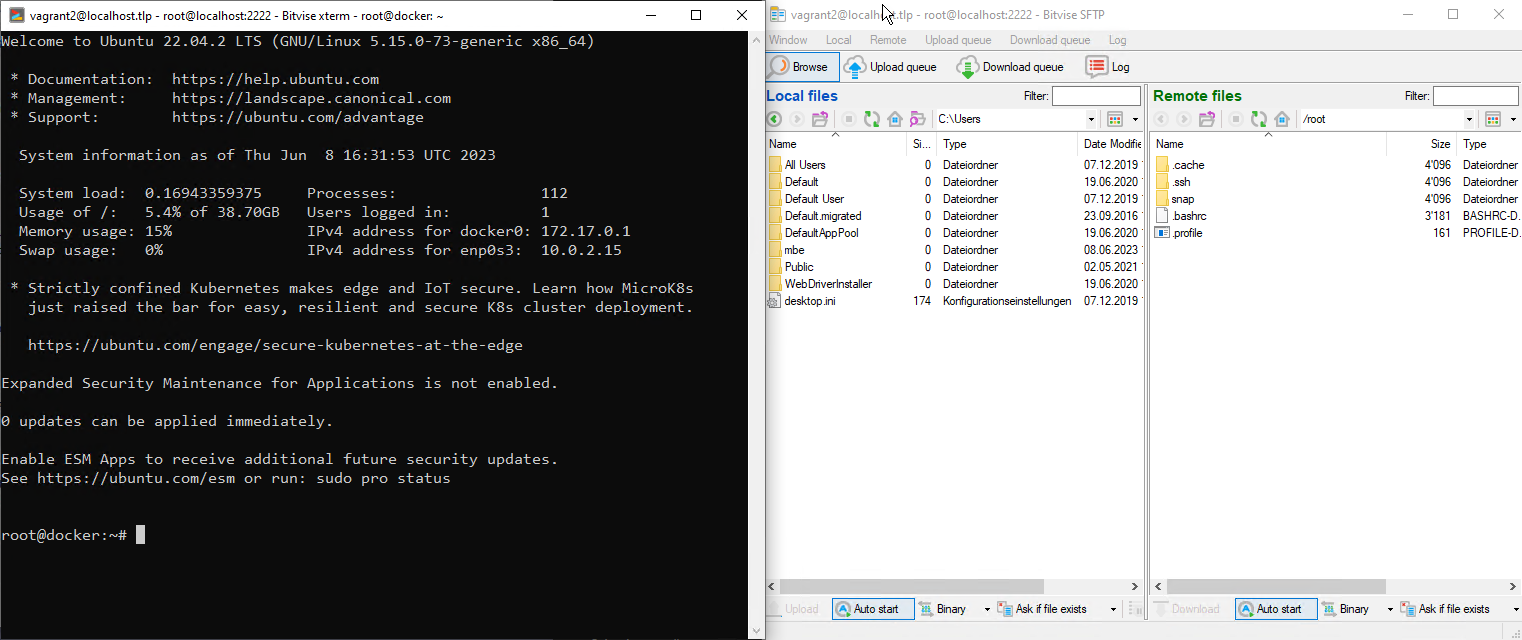 vagrant2@localhost.tlp - root@localhost:2222 - Bitvise xterm - root@docker: ~
Welcome to Ubuntu 22.04.2 LTS (GNU/Linux 5.15.0-73-generic x86_64)
* Documentation:  https://help.ubuntu.com
* Management:     https://landscape.canonical.com
* Support:        https://ubuntu.com/advantage
System information as of Thu Jun  8 16:31:53 UTC 2023
System load:  0.16943359375     Processes:                112
Usage of /:   5.4% of 38.70GB   Users logged in:          1
Memory usage: 15%               IPv4 address for docker0: 172.17.0.1
Swap usage:   0%                IPv4 address for enp0s3:  10.0.2.15
* Strictly confined Kubernetes makes edge and IoT secure. Learn how MicroK8s
just raised the bar for easy, resilient and secure K8s cluster deployment.
https://ubuntu.com/engage/secure-kubernetes-at-the-edge
Expanded Security Maintenance for Applications is not enabled.
0 updates can be applied immediately.
Enable ESM Apps to receive additional future security updates.
See https://ubuntu.com/esm or run: sudo pro status
root@docker:~#
vagrant2@localhost.tlp - root@localhost:2222 - Bitvise SFTP
Window Local Remote Upload queue Download queue Log
Browse Upload queue Download queue Log
Local files Filter:
C:\Users
Name Si... Type Date Modifie
All Users 0 Dateiordner 07.12.2019
Default 0 Dateiordner 19.06.2020
Default User 0 Dateiordner 07.12.2019
Default.migrated 0 Dateiordner 23.09.2016
DefaultAppPool 0 Dateiordner 19.06.2020
mbe 0 Dateiordner 08.06.2023
Public 0 Dateiordner 02.05.2021
WebDriverInstaller 0 Dateiordner 19.06.2020
desktop.ini 174 Konfigurationseinstellungen 07.12.2019
Upload Auto start Binary Ask if file exists
Remote files Filter:
/root
Name Size Type
.cache 4'096 Dateiordner
.ssh 4'096 Dateiordner
snap 4'096 Dateiordner
.bashrc 3'181 BASHRC-D.
.profile 161 PROFILE-D.
Download Auto start Binary Ask if file exists